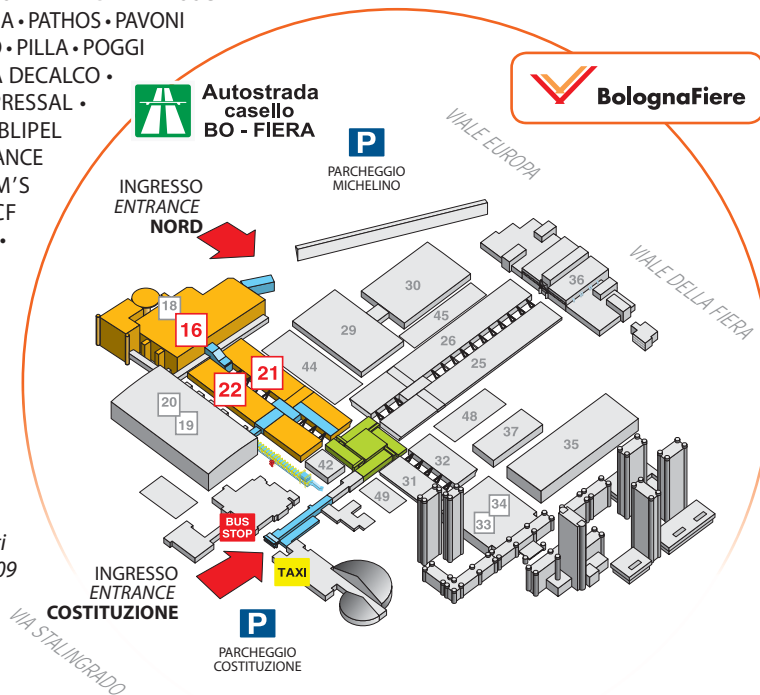 A • PATHOS • PAVONI
• PILLA • POGGI
DECALCO •
PRESSAL •
BLIPEL
ANCE
M'S
CF
•
Autostrada
casello
BO - FIERA
BolognaFiere
P
PARCHEGGIO
MICHELINO
VIALE EUROPA
VIALE DELLA FIERA
INGRESSO
ENTRANCE
NORD
18
16
30
36
29
45
26
25
44
21
22
20
19
48
37
35
42
32
31
49
34
33
BUS
STOP
TAXI
09
INGRESSO
ENTRANCE
COSTITUZIONE
P
PARCHEGGIO
COSTITUZIONE
VIA STALINGRADO